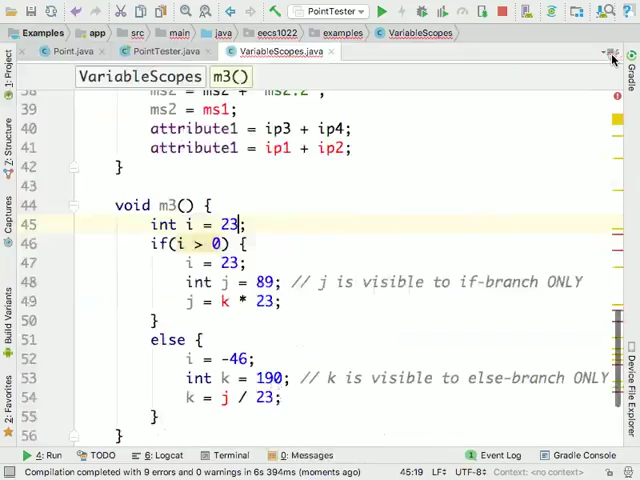 PointTester
Examples app src main java eecs1022 examples VariableScopes
Point.java PointTester.java VariableScopes.java
VariableScopes m3()
38 ms2 = ms2 + "ms2.2";
39 ms2 = ms1;
40 attribute1 = ip3 + ip4;
41 attribute1 = ip1 + ip2;
42 }
43
44 void m3() {
45 int i = 23;
46 if(i > 0) {
47 i = 23;
48 int j = 89; // j is visible to if-branch ONLY
49 j = k * 23;
50 }
51 else {
52 i = -46;
53 int k = 190; // k is visible to else-branch ONLY
54 k = j / 23;
55 }
56 }
1: Project
7: Structure
Captures
Build Variants
2: Favorites
Gradle
Device File Explorer
4: Run TODO 6: Logcat Terminal 0: Messages Event Log Gradle Console
Compilation completed with 9 errors and 0 warnings in 6s 394ms (moments ago) 45:19 LF÷ UTF-8÷ Context: <no context>